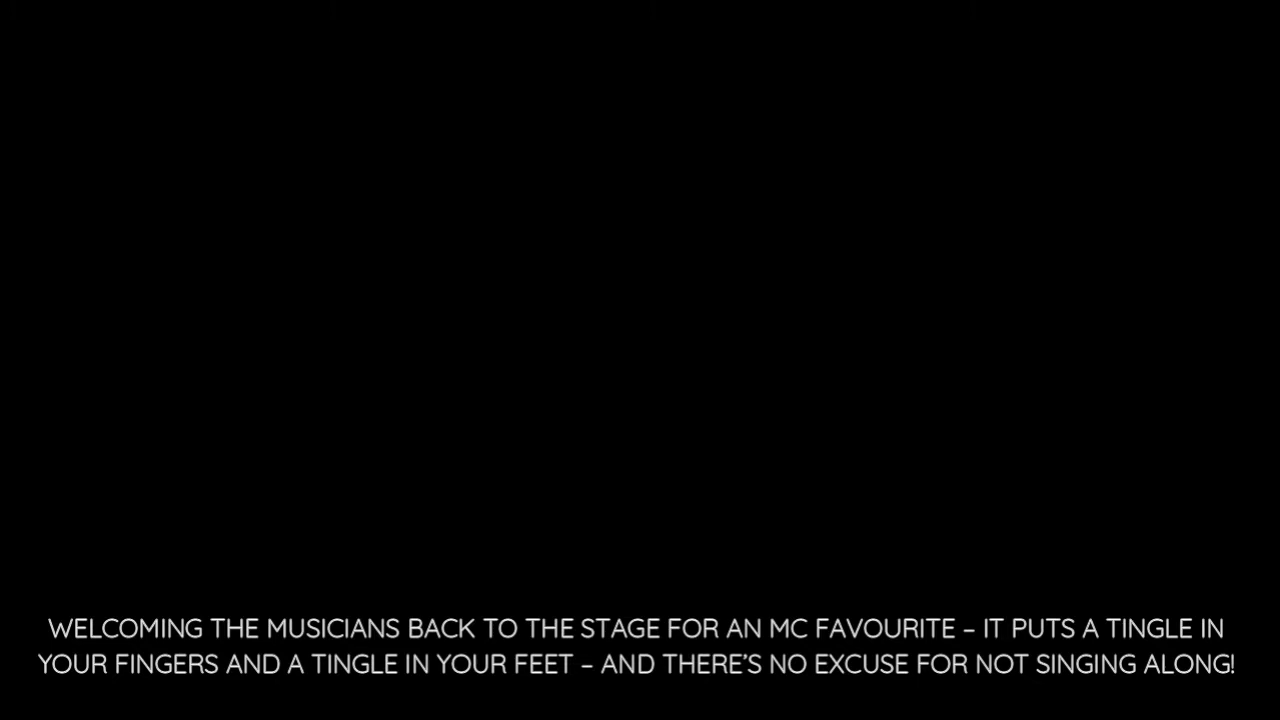 WELCOMING THE MUSICIANS BACK TO THE STAGE FOR AN MC FAVOURITE – IT PUTS A TINGLE IN
YOUR FINGERS AND A TINGLE IN YOUR FEET – AND THERE'S NO EXCUSE FOR NOT SINGING ALONG!